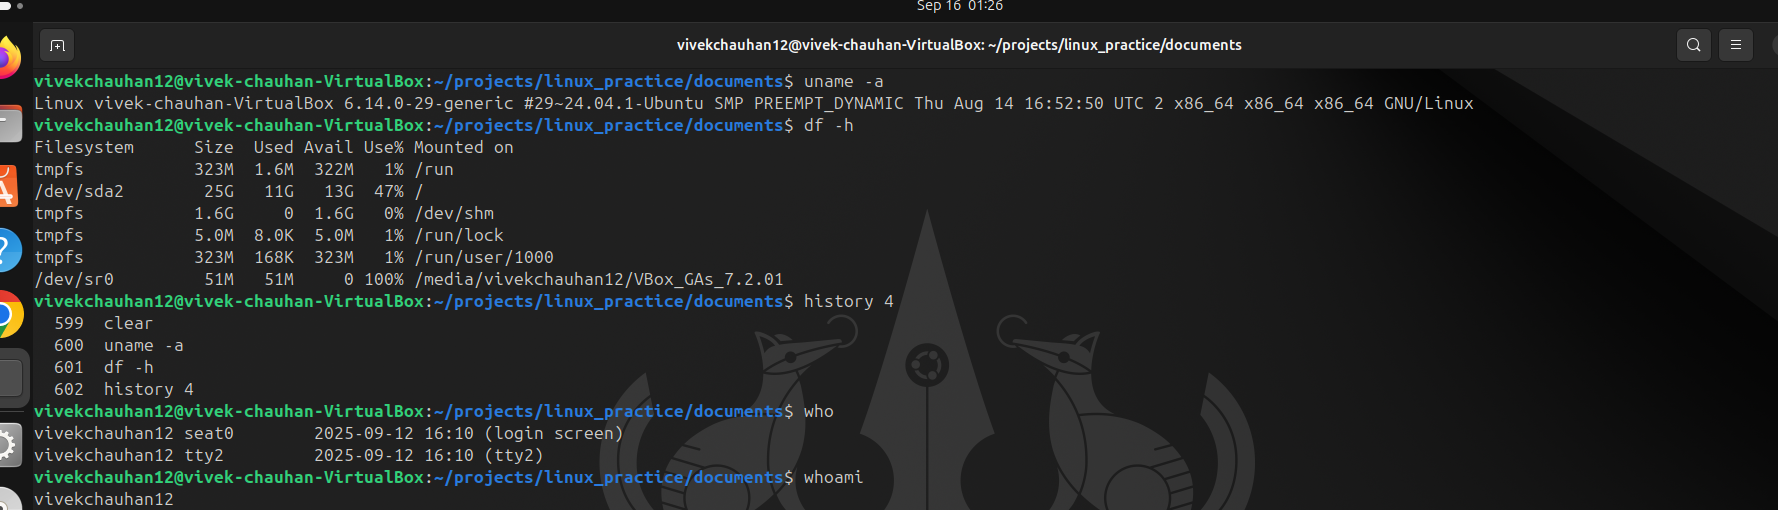 Sep 16 01:26
vivekchauhan12@vivek-chauhan-VirtualBox: ~/projects/linux_practice/documents
vivekchauhan12@vivek-chauhan-VirtualBox:~/projects/linux_practice/documents$ uname -a
Linux vivek-chauhan-VirtualBox 6.14.0-29-generic #29~24.04.1-Ubuntu SMP PREEMPT_DYNAMIC Thu Aug 14 16:52:50 UTC 2 x86_64 x86_64 x86_64 GNU/Linux
vivekchauhan12@vivek-chauhan-VirtualBox:~/projects/linux_practice/documents$ df -h
Filesystem      Size  Used Avail Use% Mounted on
tmpfs           323M  1.6M  322M   1% /run
/dev/sda2        25G   11G   13G  47% /
tmpfs           1.6G     0  1.6G   0% /dev/shm
tmpfs           5.0M  8.0K  5.0M   1% /run/lock
tmpfs           323M  168K  323M   1% /run/user/1000
/dev/sr0         51M   51M     0 100% /media/vivekchauhan12/VBox_GAs_7.2.01
vivekchauhan12@vivek-chauhan-VirtualBox:~/projects/linux_practice/documents$ history 4
  599  clear
  600  uname -a
  601  df -h
  602  history 4
vivekchauhan12@vivek-chauhan-VirtualBox:~/projects/linux_practice/documents$ who
vivekchauhan12 seat0        2025-09-12 16:10 (login screen)
vivekchauhan12 tty2         2025-09-12 16:10 (tty2)
vivekchauhan12@vivek-chauhan-VirtualBox:~/projects/linux_practice/documents$ whoami
vivekchauhan12